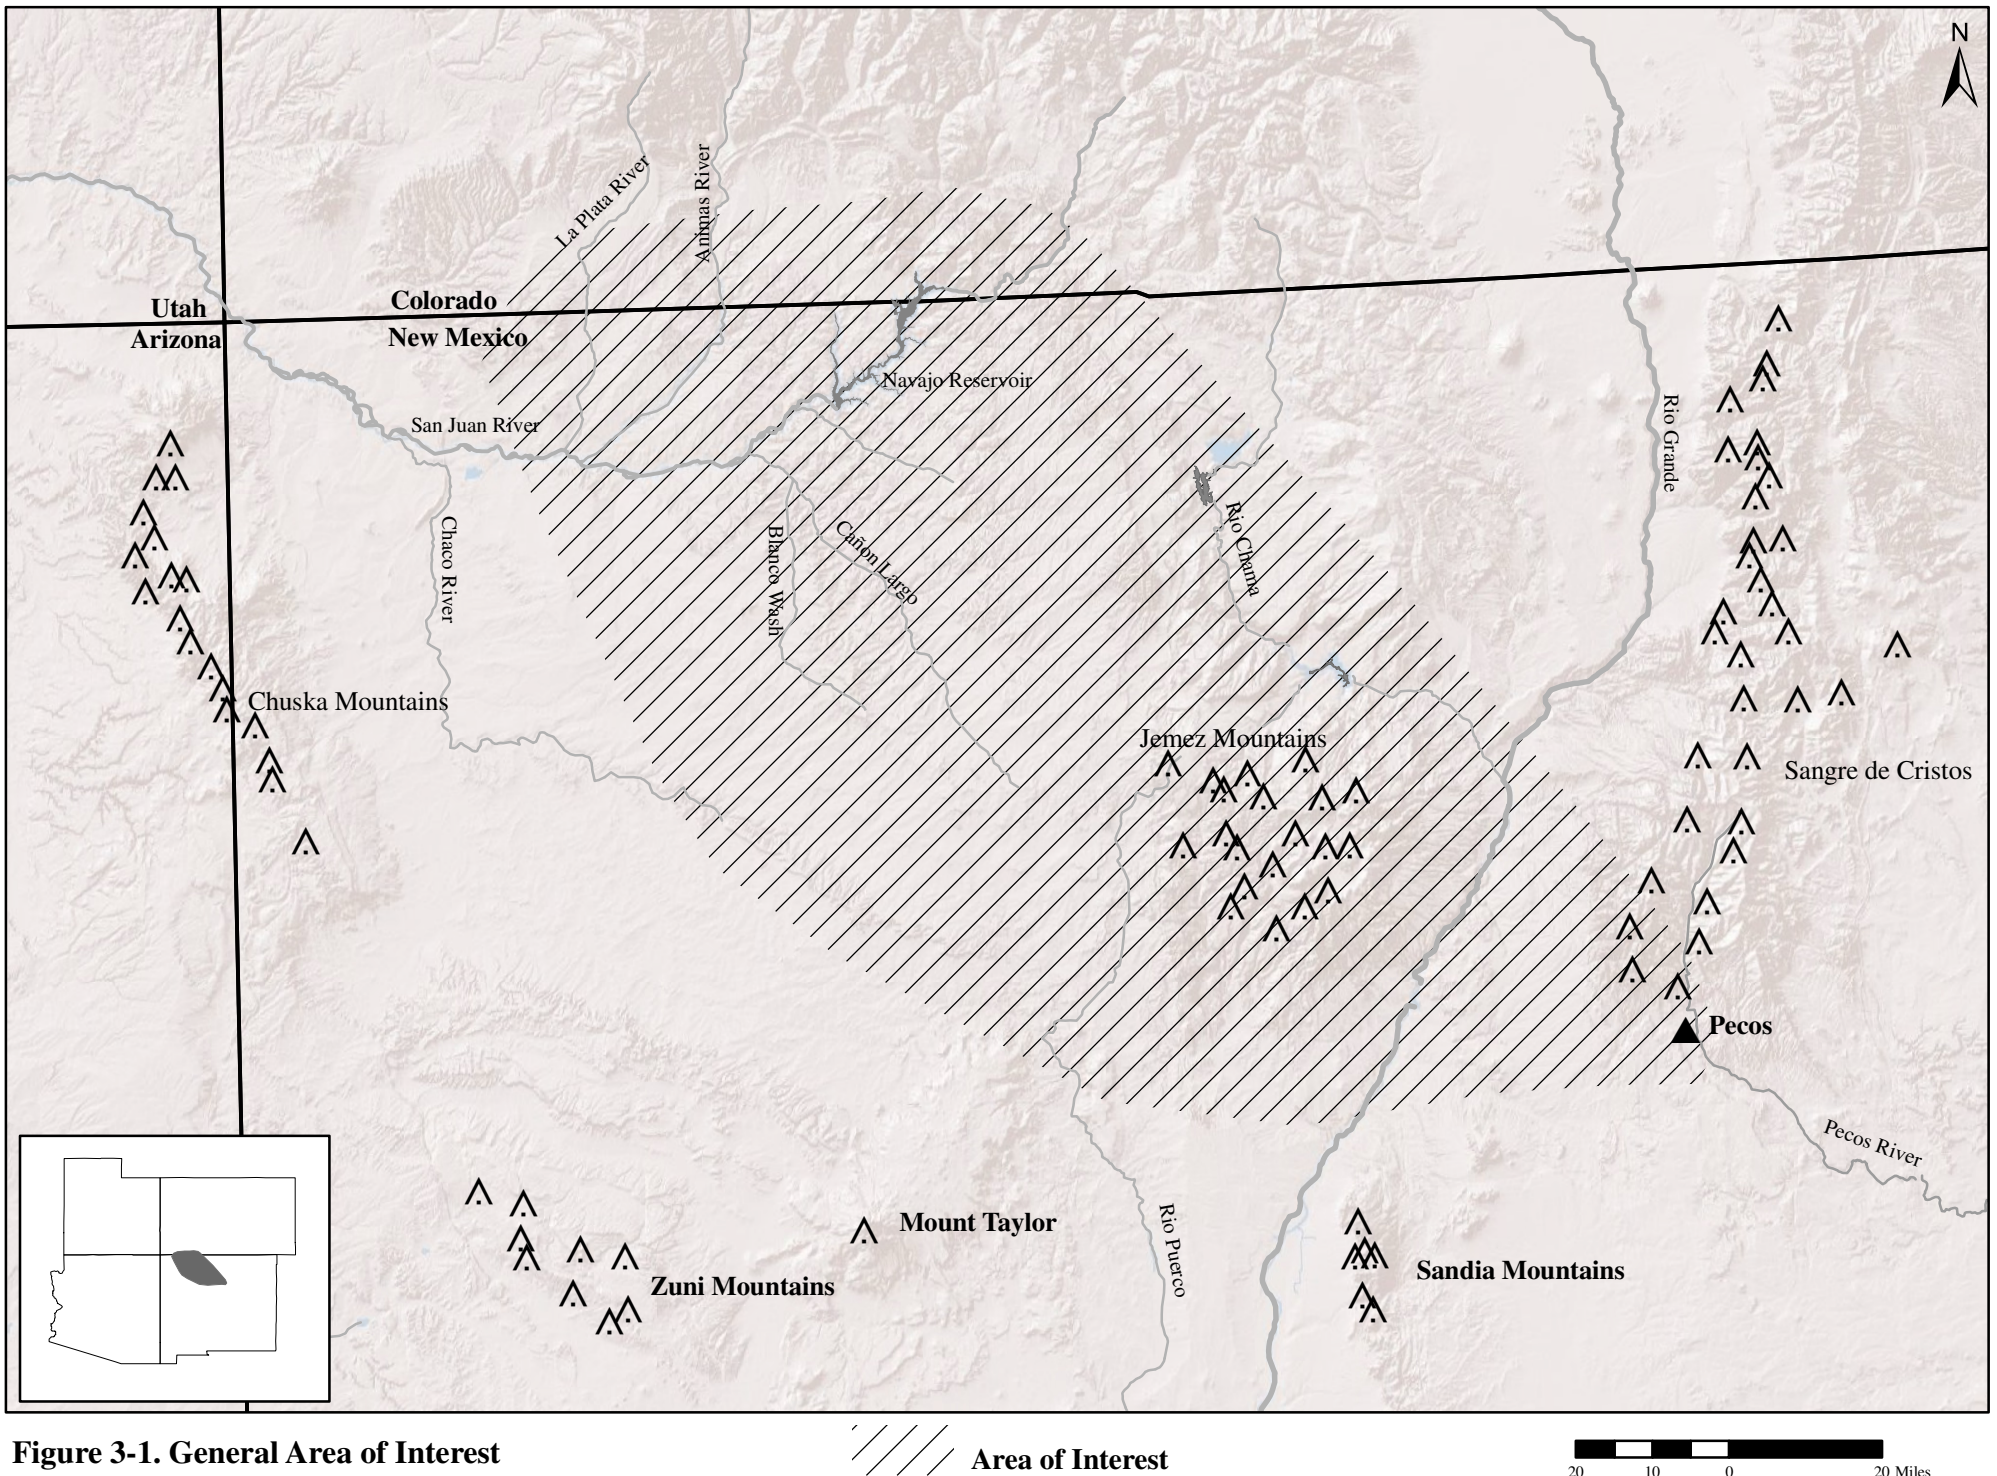 N
La Plata River
Animas River
Utah
Arizona
Colorado
New Mexico
Navajo Reservoir
San Juan River
Rio Grande
Chaco River
Blanco Wash
Cañon Largo
Rio Chama
Chuska Mountains
Jemez Mountains
Sangre de Cristos
Pecos
Pecos River
Mount Taylor
Rio Puerco
Zuni Mountains
Sandia Mountains
Figure 3-1. General Area of Interest
Area of Interest
20 10 0 20 Miles